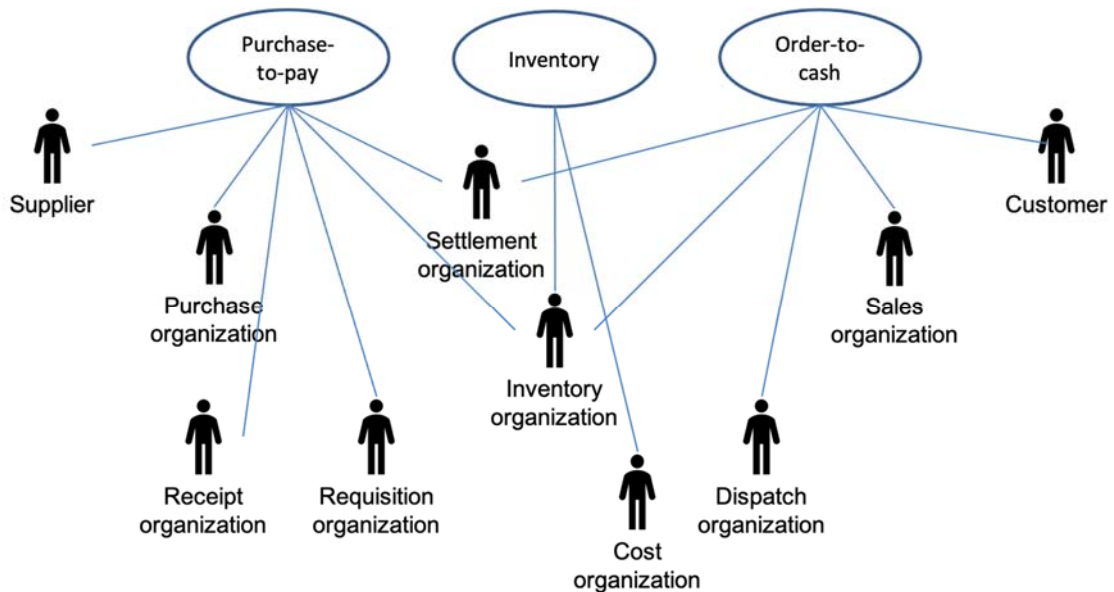 Purchase-
to-pay
Inventory
Order-to-
cash
Supplier
Customer
Settlement
organization
Purchase
organization
Sales
organization
Inventory
organization
Receipt
organization
Requisition
organization
Dispatch
organization
Cost
organization